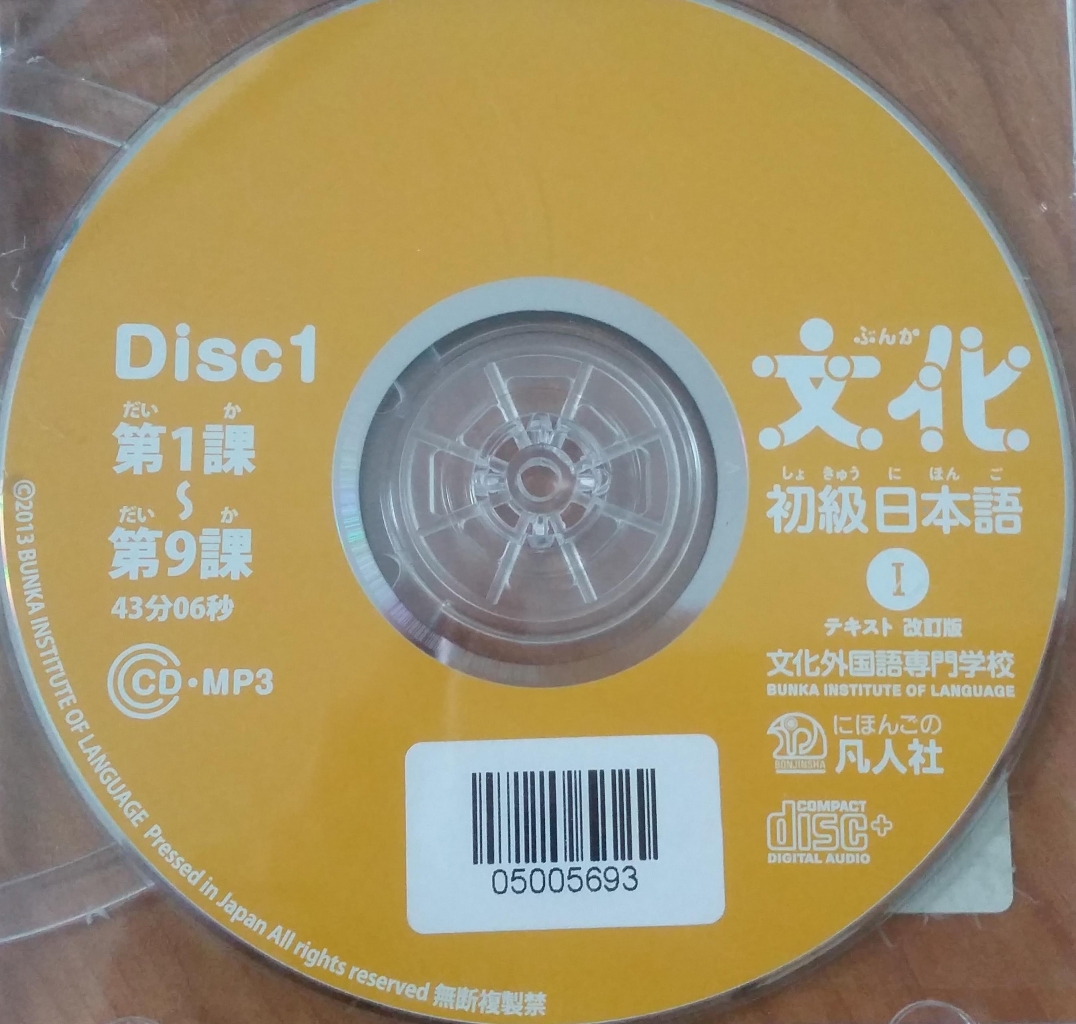 Disc1
だい か
第1課
〜
だい か
第9課
43分06秒
CD・MP3
ぶんか
文化
しょ きゅう に ほん ご
初級日本語
I
テキスト 改訂版
文化外国語専門学校
BUNKA INSTITUTE OF LANGUAGE
にほんごの
凡人社
BONJINSHA
COMPACT
disc+
DIGITAL AUDIO
05005693
©2013 BUNKA INSTITUTE OF LANGUAGE Pressed in Japan All rights reserved 無断複製禁